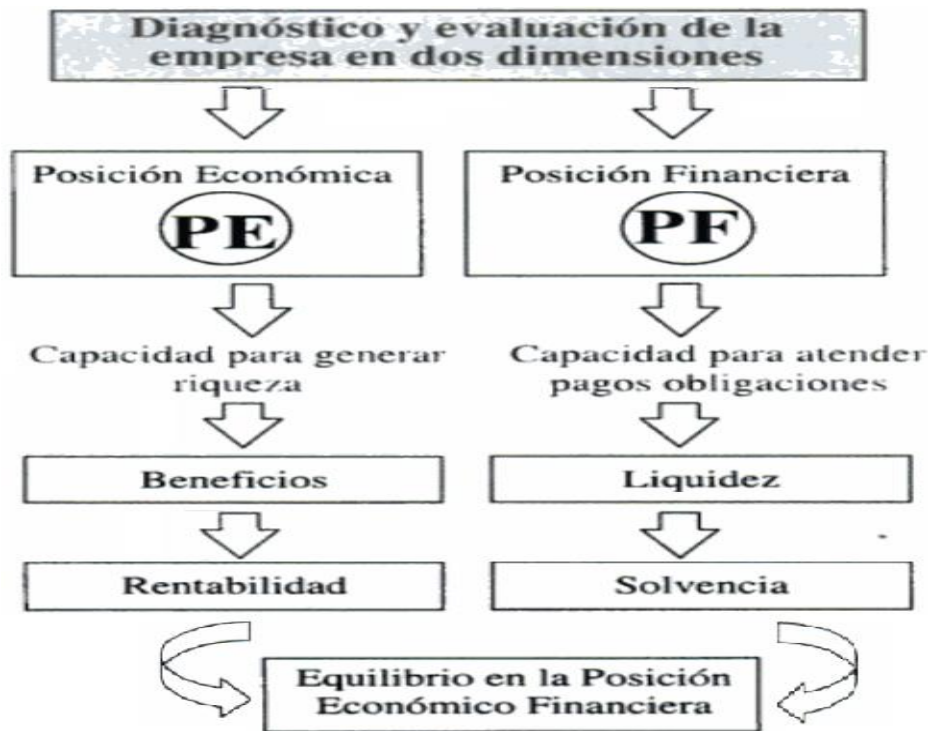 Diagnóstico y evaluación de la
empresa en dos dimensiones
Posición Económica
PE
Posición Financiera
PF
Capacidad para generar
riqueza
Capacidad para atender
pagos obligaciones
Beneficios
Liquidez
Rentabilidad
Solvencia
Equilibrio en la Posición
Económico Financiera